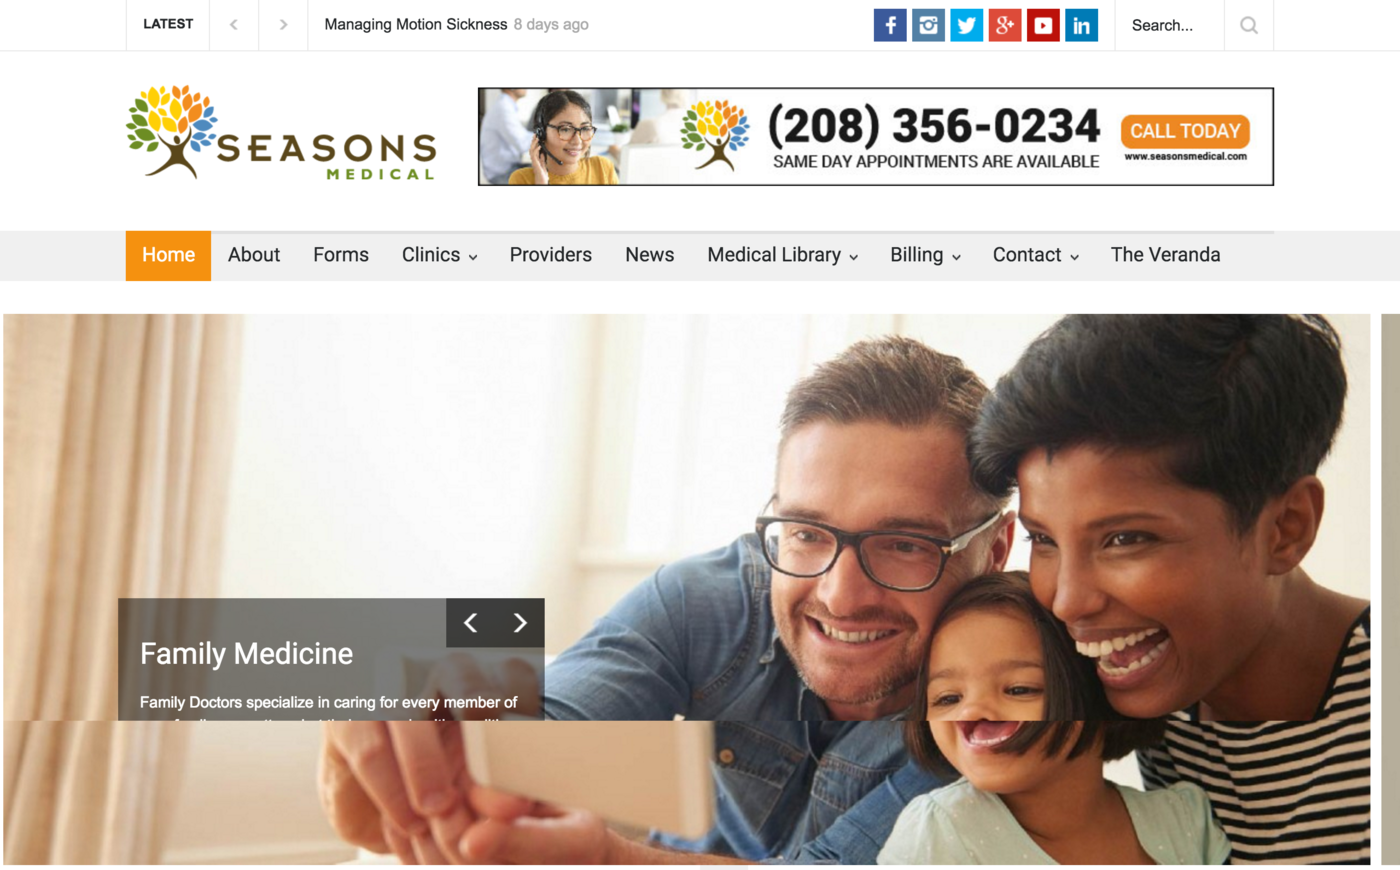 LATEST
Managing Motion Sickness 8 days ago
Search...
SEASONS
MEDICAL
(208) 356-0234
SAME DAY APPOINTMENTS ARE AVAILABLE
CALL TODAY
www.seasonsmedical.com
Home About Forms Clinics Providers News Medical Library Billing Contact The Veranda
Family Medicine
Family Doctors specialize in caring for every member of